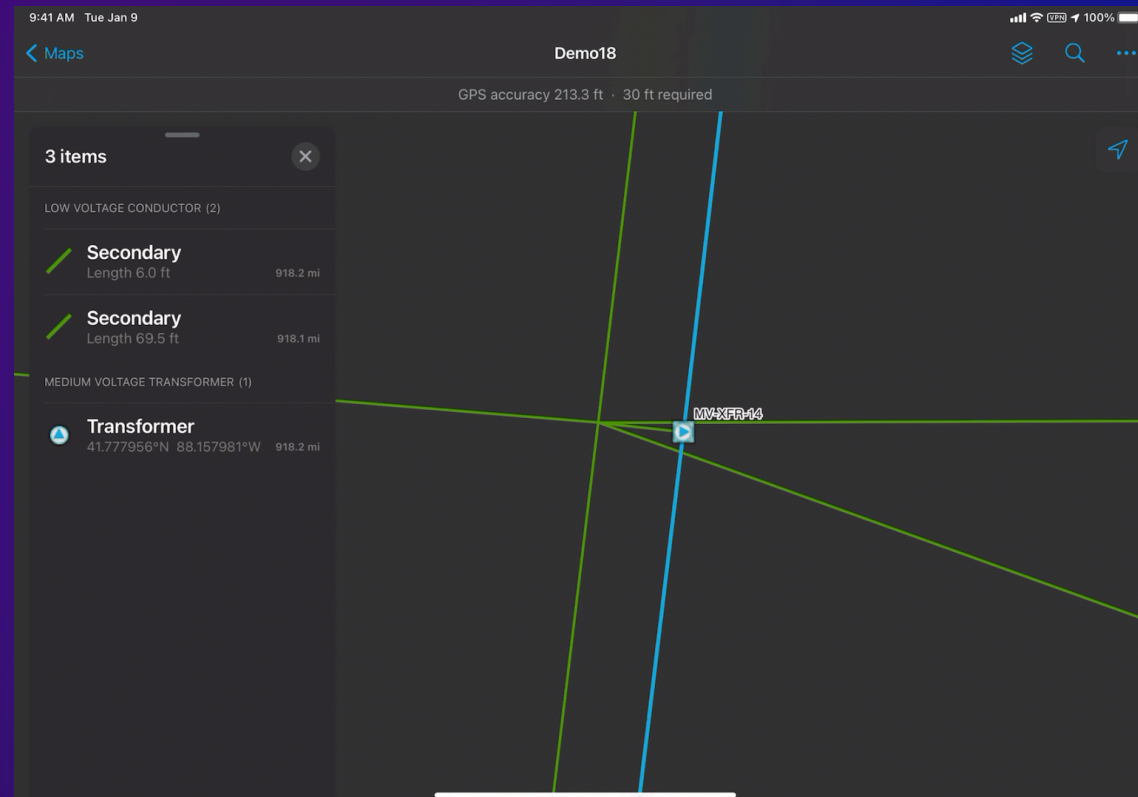 9:41 AM Tue Jan 9
VPN 100%
Maps
Demo18
GPS accuracy 213.3 ft · 30 ft required
3 items
LOW VOLTAGE CONDUCTOR (2)
Secondary
Length 6.0 ft 918.2 mi
Secondary
Length 69.5 ft 918.1 mi
MEDIUM VOLTAGE TRANSFORMER (1)
Transformer
41.777956°N 88.157981°W 918.2 mi
MV-XFR-14